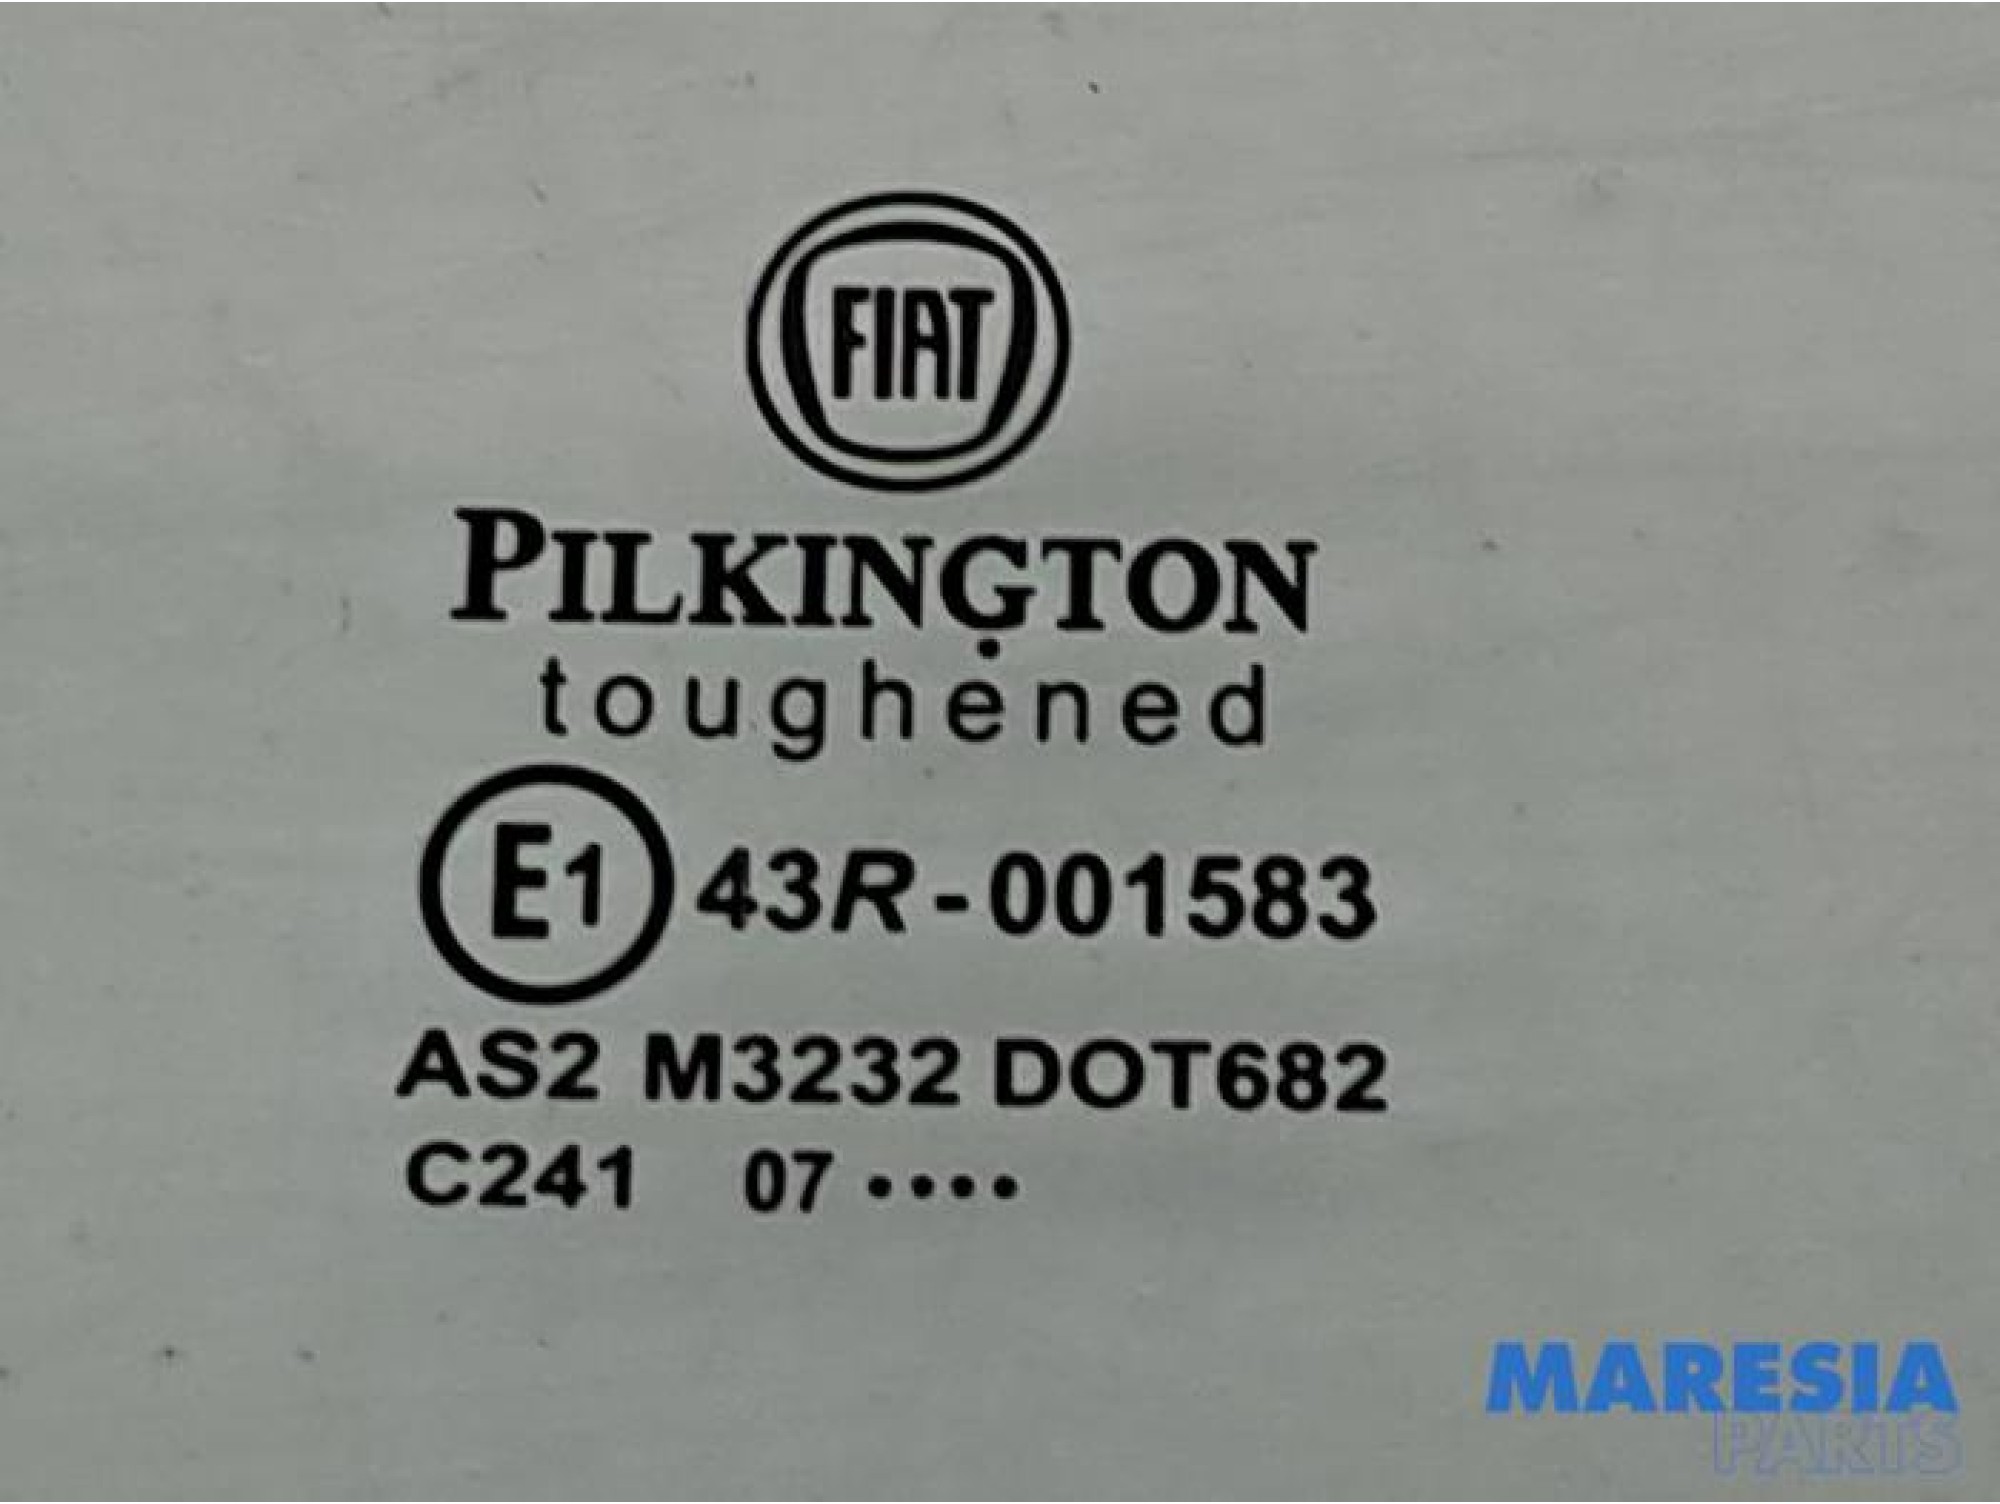 FIAT
PILKINGTON
toughened
E1 43R-001583
AS2 M3232 DOT682
C241 07 ••••
MARESIA
PARTS